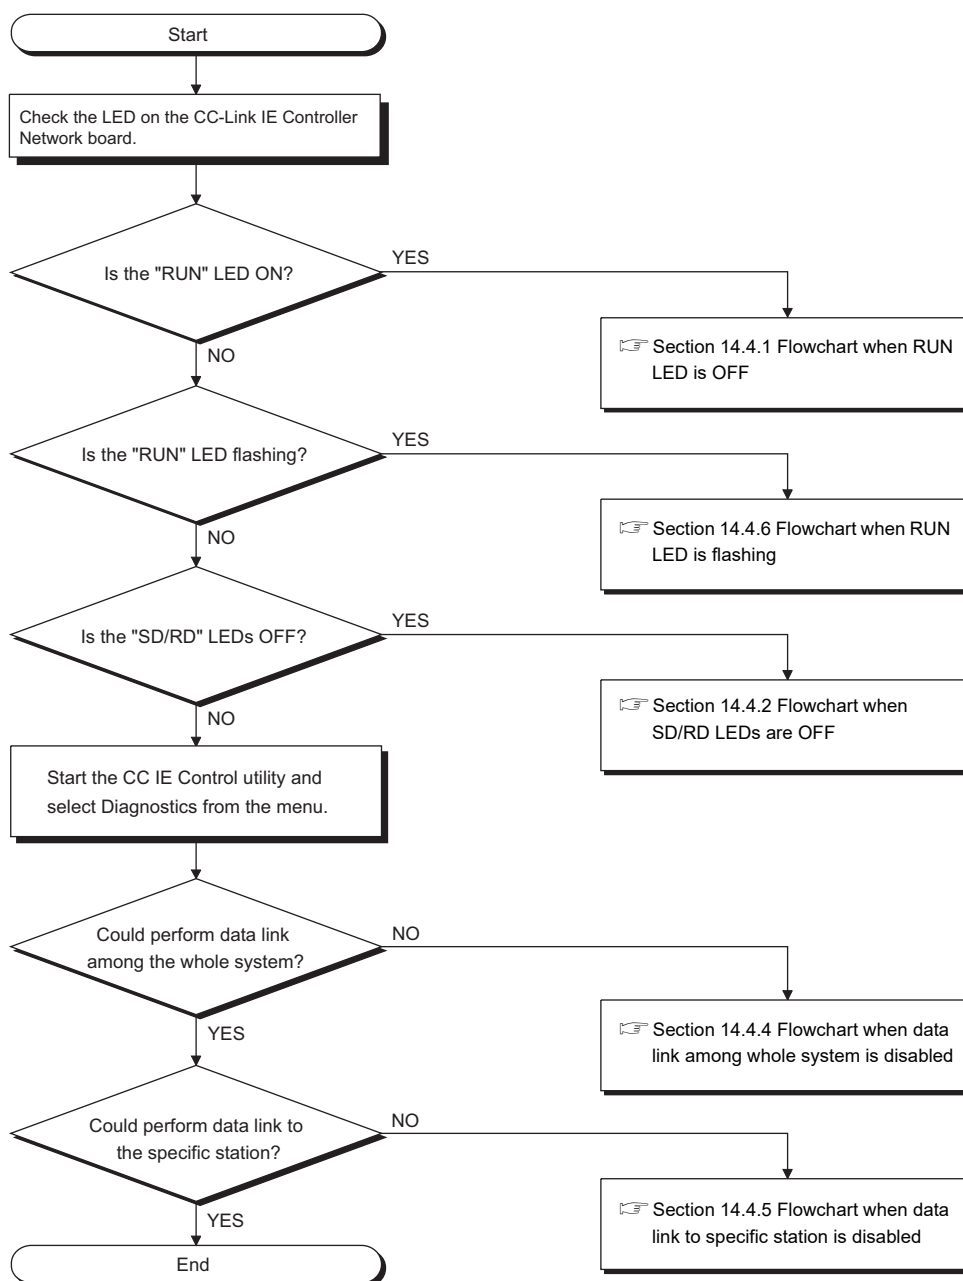 Start
Check the LED on the CC-Link IE Controller
Network board.
Is the "RUN" LED ON?
YES
NO
Section 14.4.1 Flowchart when RUN
LED is OFF
Is the "RUN" LED flashing?
YES
NO
Section 14.4.6 Flowchart when RUN
LED is flashing
Is the "SD/RD" LEDs OFF?
YES
NO
Section 14.4.2 Flowchart when
SD/RD LEDs are OFF
Start the CC IE Control utility and
select Diagnostics from the menu.
Could perform data link
among the whole system?
NO
YES
Section 14.4.4 Flowchart when data
link among whole system is disabled
Could perform data link to
the specific station?
NO
YES
Section 14.4.5 Flowchart when data
link to specific station is disabled
End